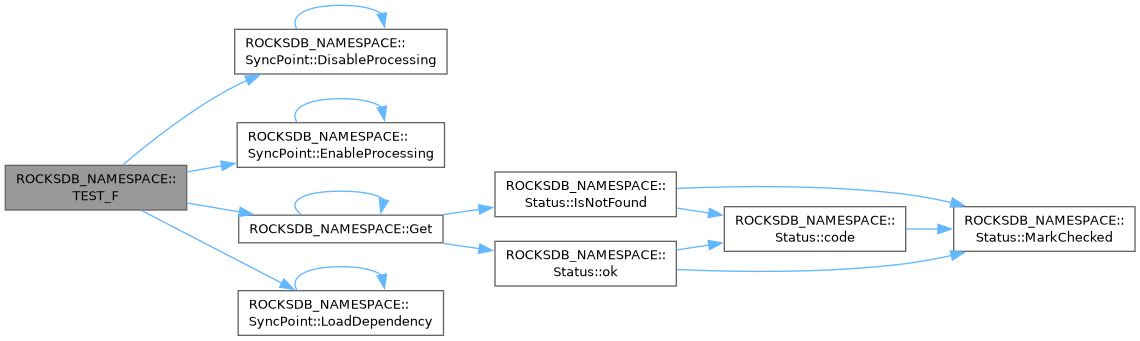 ROCKSDB_NAMESPACE::
SyncPoint::DisableProcessing
ROCKSDB_NAMESPACE::
SyncPoint::EnableProcessing
ROCKSDB_NAMESPACE::
TEST_F
ROCKSDB_NAMESPACE::
Status::IsNotFound
ROCKSDB_NAMESPACE::Get
ROCKSDB_NAMESPACE::
Status::code
ROCKSDB_NAMESPACE::
Status::MarkChecked
ROCKSDB_NAMESPACE::
Status::ok
ROCKSDB_NAMESPACE::
SyncPoint::LoadDependency